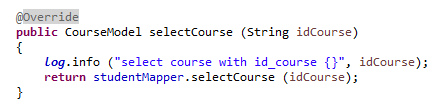 @Override
public CourseModel selectCourse (String idCourse)
{
log.info ("select course with id_course {}", idCourse);
return studentMapper.selectCourse (idCourse);
}